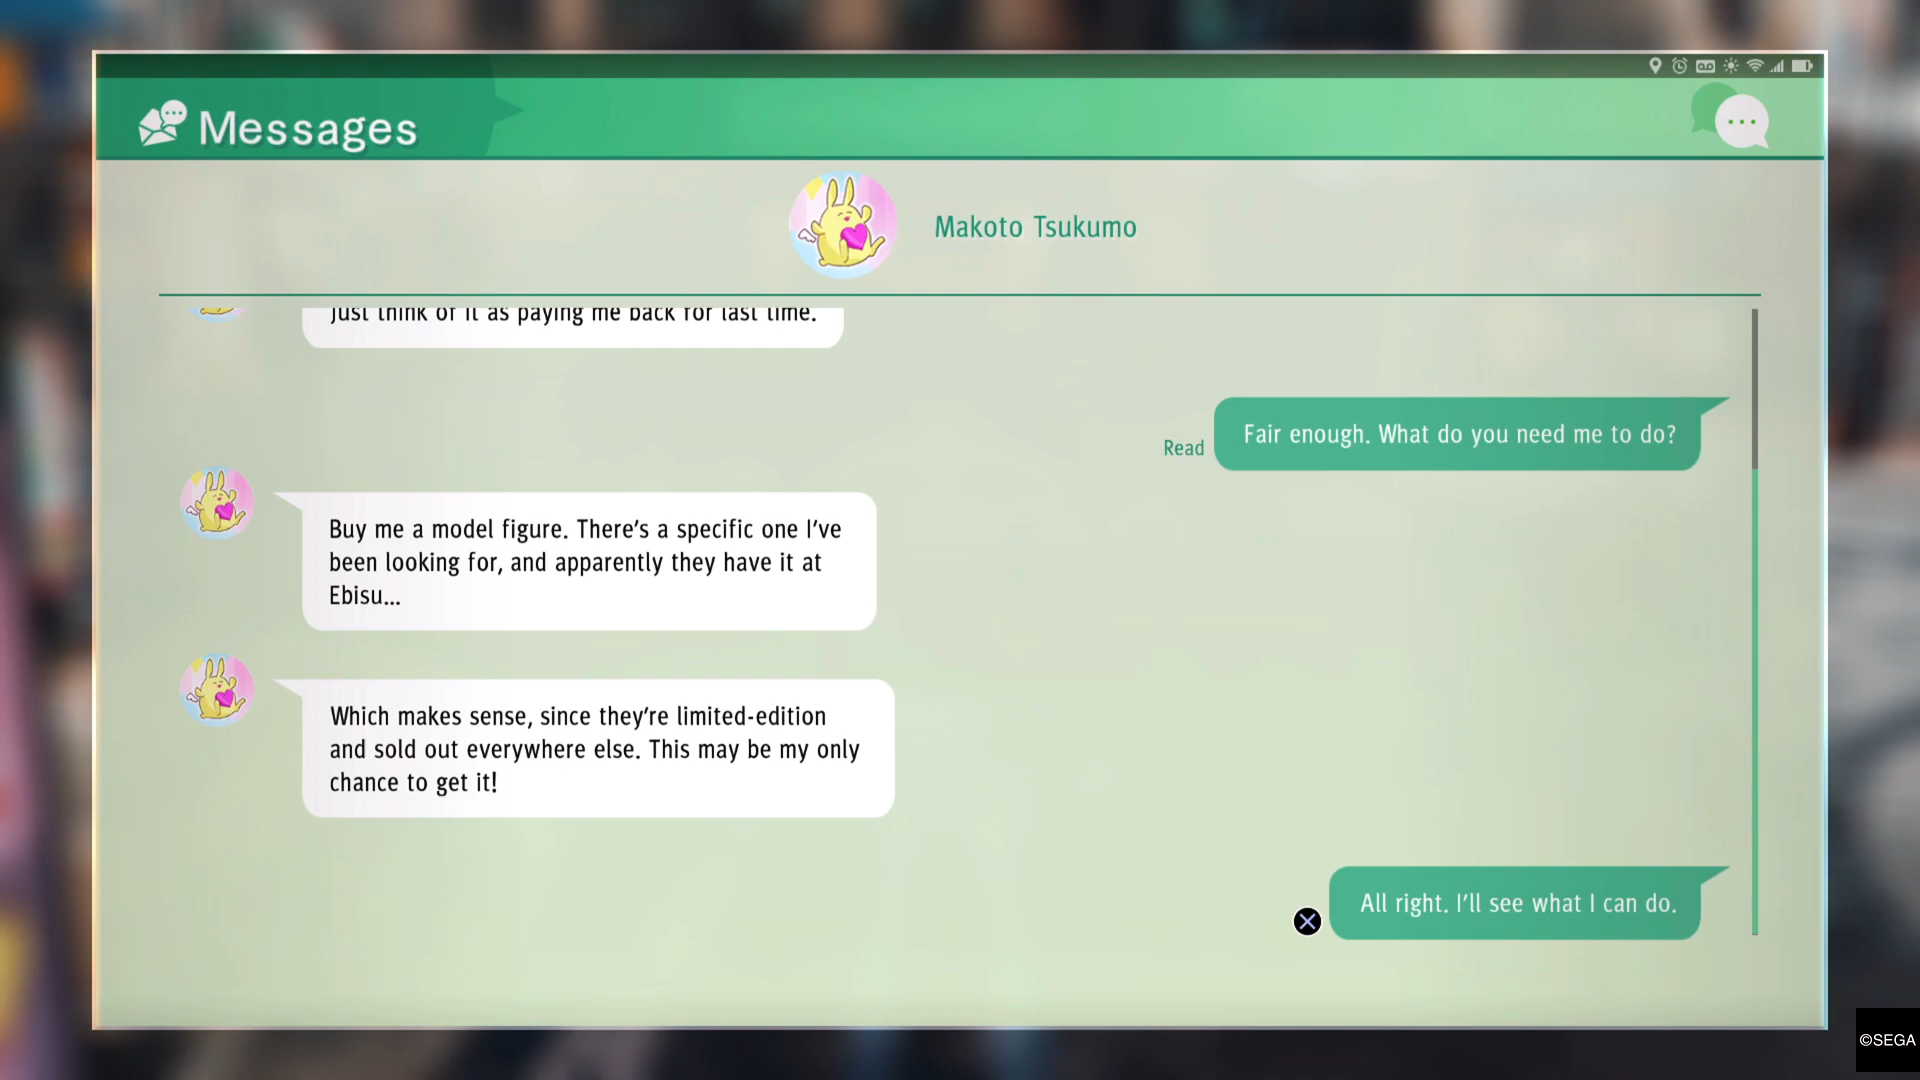 Messages
Makoto Tsukumo
Just think of it as paying me back for last time.
Fair enough. What do you need me to do?
Read
Buy me a model figure. There's a specific one I've
been looking for, and apparently they have it at
Ebisu...
Which makes sense, since they're limited-edition
and sold out everywhere else. This may be my only
chance to get it!
All right. I'll see what I can do.
©SEGA